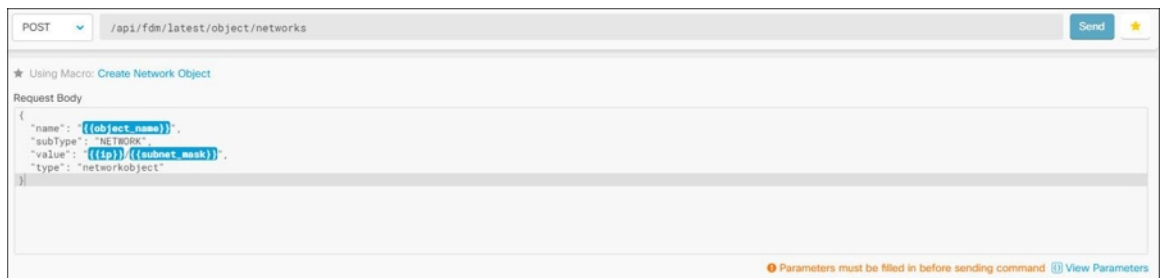 POST /api/fdm/latest/object/networks Send
Using Macro: Create Network Object
Request Body
{
"name": "{{object_name}}",
"subType": "NETWORK",
"value": "{{ip}}/{{subnet_mask}}",
"type": "networkobject"
}
Parameters must be filled in before sending command View Parameters